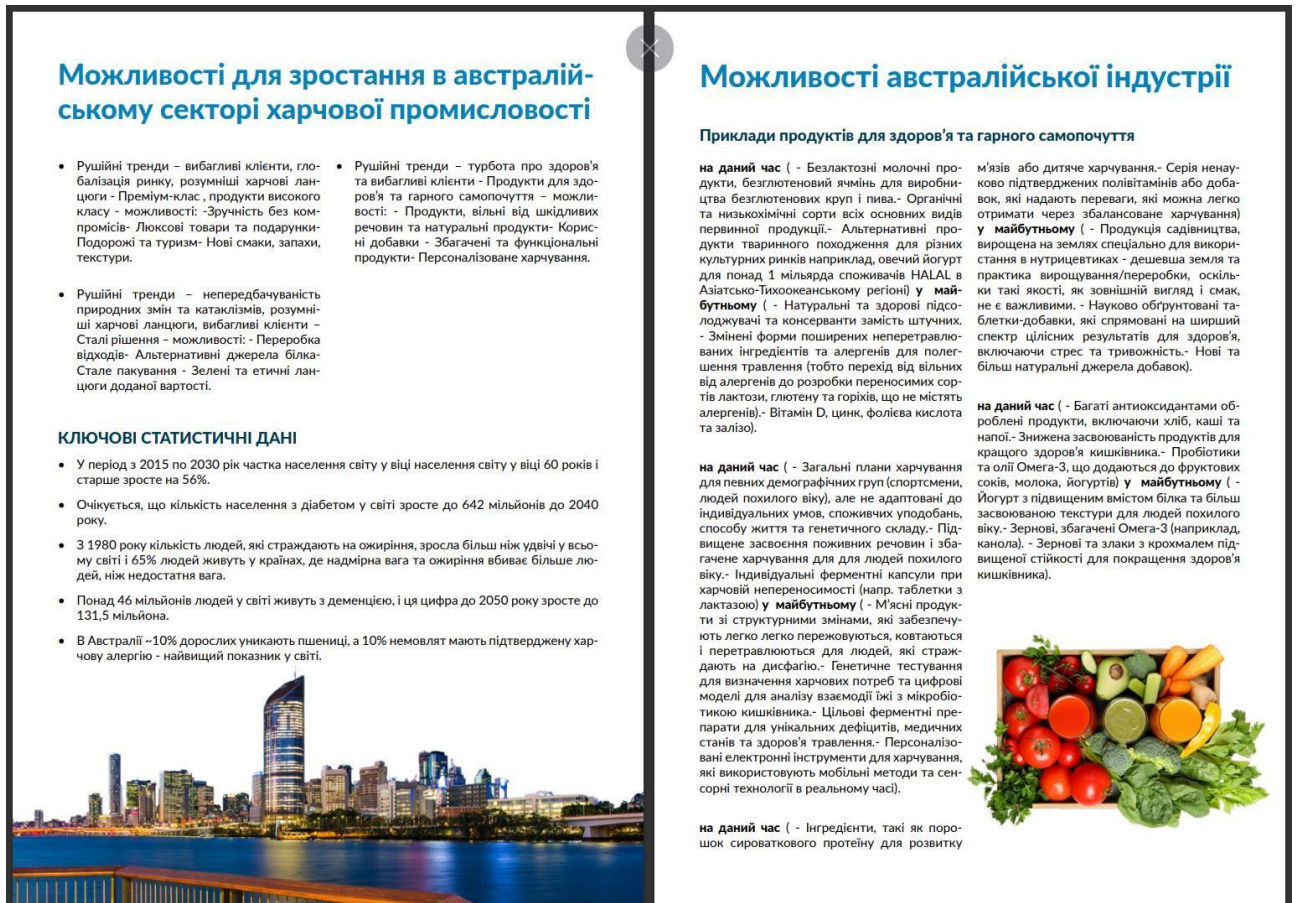 Можливості для зростання в австралій-
ському секторі харчової промисловості
• Рушійні тренди – вибагливі клієнти, гло-
балізація ринку, розумніші харчові лан-
цюги - Преміум-клас , продукти високого
класу - можливості: -Зручність без ком-
промісів- Люксові товари та подарунки-
Подорожі та туризм- Нові смаки, запахи,
текстури.
• Рушійні тренди – непередбачуваність
природних змін та катаклізмів, розумні-
ші харчові ланцюги, вибагливі клієнти –
Сталі рішення – можливості: - Переробка
відходів- Альтернативні джерела білка-
Стале пакування - Зелені та етичні лан-
цюги доданої вартості.
• Рушійні тренди – турбота про здоров’я
та вибагливі клієнти - Продукти для здо-
ров’я та гарного самопочуття – можли-
вості: - Продукти, вільні від шкідливих
речовин та натуральні продукти- Корис-
ні добавки - Збагачені та функціональні
продукти- Персоналізоване харчування.
КЛЮЧОВІ СТАТИСТИЧНІ ДАНІ
• У період з 2015 по 2030 рік частка населення світу у віці населення світу у віці 60 років і
старше зросте на 56%.
• Очікується, що кількість населення з діабетом у світі зросте до 642 мільйонів до 2040
року.
• З 1980 року кількість людей, які страждають на ожиріння, зросла більш ніж удвічі у всьо-
му світі і 65% людей живуть у країнах, де надмірна вага та ожиріння вбиває більше лю-
дей, ніж недостатня вага.
• Понад 46 мільйонів людей у світі живуть з деменцією, і ця цифра до 2050 року зросте до
131,5 мільйона.
• В Австралії ~10% дорослих уникають пшениці, а 10% немовлят мають підтверджену хар-
чову алергію - найвищий показник у світі.
Можливості австралійської індустрії
Приклади продуктів для здоров’я та гарного самопочуття
на даний час ( - Безлактозні молочні про-
дукти, безглютеновий ячмінь для виробни-
цтва безглютенових круп і пива.- Органічні
та низькохімічні сорти всіх основних видів
первинної продукції.- Альтернативні про-
дукти тваринного походження для різних
культурних ринків наприклад, овечий йогурт
для понад 1 мільярда споживачів HALAL в
Азіатсько-Тихоокеанському регіоні) у май-
бутньому ( - Натуральні та здорові підсо-
лоджувачі та консерванти замість штучних.
- Змінені форми поширених неперетравлю-
ваних інгредієнтів та алергенів для полег-
шення травлення (тобто перехід від вільних
від алергенів до розробки переносимих сор-
тів лактози, глютену та горіхів, що не містять
алергенів).- Вітамін D, цинк, фолієва кислота
та залізо).
на даний час ( - Загальні плани харчування
для певних демографічних груп (спортсмени,
людей похилого віку), але не адаптовані до
індивідуальних умов, споживчих уподобань,
способу життя та генетичного складу.- Під-
вищене засвоєння поживних речовин і зба-
гачене харчування для для людей похилого
віку.- Індивідуальні ферментні капсули при
харчовій непереносимості (напр. таблетки з
лактазою) у майбутньому ( - М’ясні продук-
ти зі структурними змінами, які забезпечу-
ють легко легко пережовуються, ковтаються
і перетравлюються для людей, які страж-
дають на дисфагію.- Генетичне тестування
для визначення харчових потреб та цифрові
моделі для аналізу взаємодії їжі з мікробіо-
тикою кишківника.- Цільові ферментні пре-
парати для унікальних дефіцитів, медичних
станів та здоров’я травлення.- Персоналізо-
вані електронні інструменти для харчування,
які використовують мобільні методи та сен-
сорні технології в реальному часі).
на даний час ( - Інгредієнти, такі як поро-
шок сироваткового протеїну для розвитку
м’язів або дитяче харчування.- Серія ненау-
ково підтверджених полівітамінів або доба-
вок, які надають переваги, які можна легко
отримати через збалансоване харчування)
у майбутньому ( - Продукція садівництва,
вирощена на землях спеціально для викори-
стання в нутрицевтиках - дешевша земля та
практика вирощування/переробки, оскіль-
ки такі якості, як зовнішній вигляд і смак,
не є важливими. - Науково обґрунтовані та-
блетки-добавки, які спрямовані на ширший
спектр цілісних результатів для здоров’я,
включаючи стрес та тривожність.- Нові та
більш натуральні джерела добавок).
на даний час ( - Багаті антиоксидантами об-
роблені продукти, включаючи хліб, каші та
напої.- Знижена засвоюваність продуктів для
кращого здоров’я кишківника.- Пробіотики
та олії Омега-3, що додаються до фруктових
соків, молока, йогуртів) у майбутньому ( -
Йогурт з підвищеним вмістом білка та більш
засвоюваною текстури для людей похилого
віку.- Зернові, збагачені Омега-3 (наприклад,
канола). - Зернові та злаки з крохмалем під-
вищеної стійкості для покращення здоров’я
кишківника).